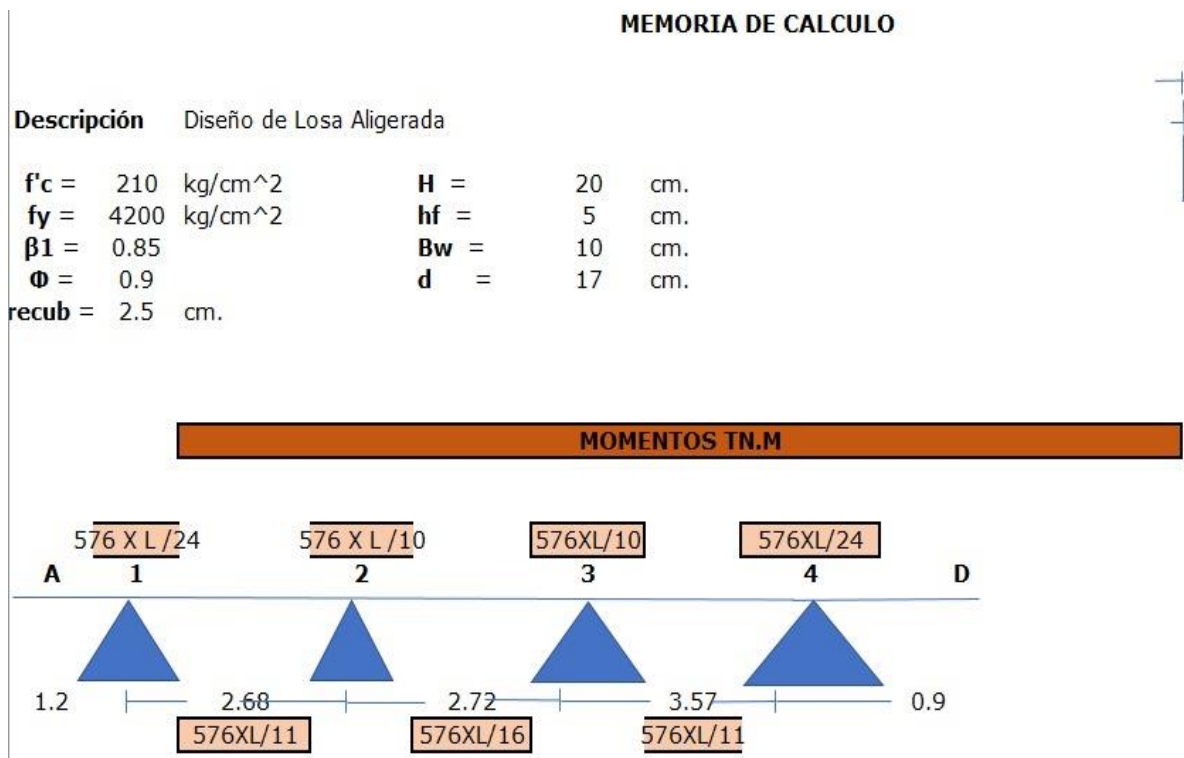 MEMORIA DE CALCULO
Descripción Diseño de Losa Aligerada
f'c = 210 kg/cm^2 H = 20 cm.
fy = 4200 kg/cm^2 hf = 5 cm.
β1 = 0.85 Bw = 10 cm.
Φ = 0.9 d = 17 cm.
recub = 2.5 cm.
MOMENTOS TN.M
576 X L /24 576 X L /10 576XL/10 576XL/24
A 1 2 3 4 D
1.2 2.68 2.72 3.57 0.9
576XL/11 576XL/16 576XL/11